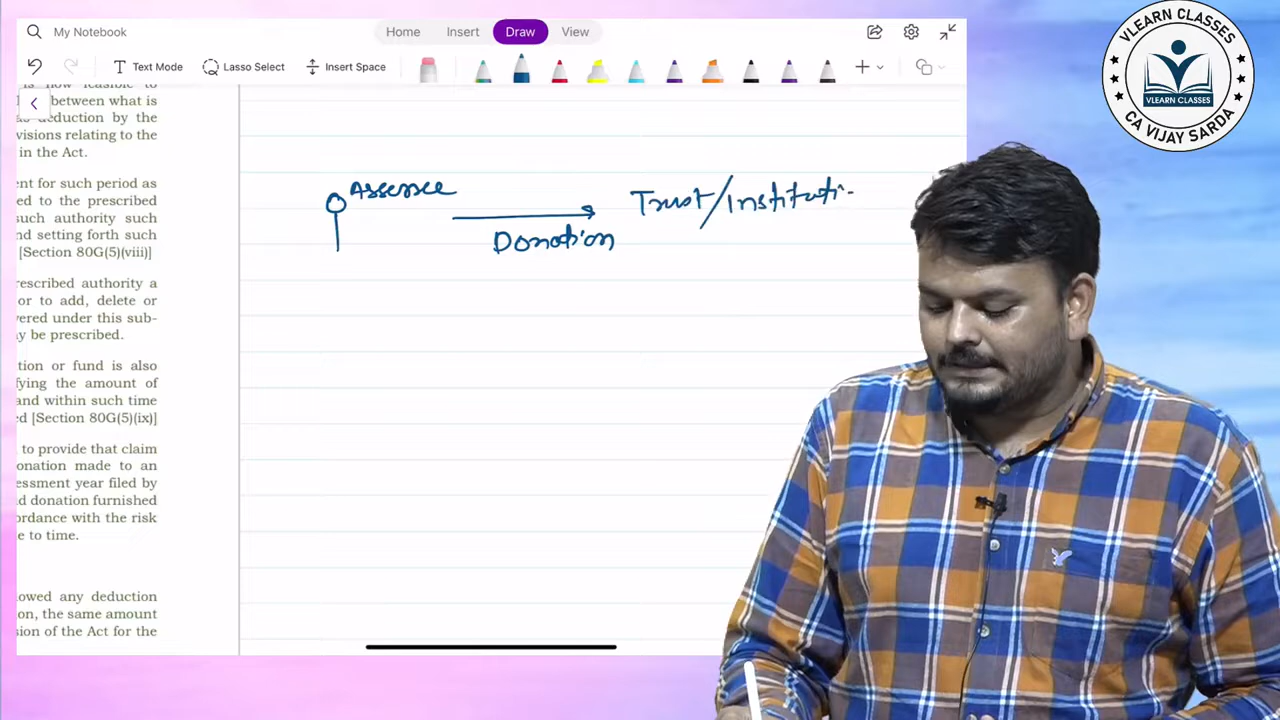 My Notebook
Home Insert Draw View
Text Mode Lasso Select Insert Space
is now feasible to
between what is
as deduction by the
visions relating to the
in the Act.
ent for such period as
ed to the prescribed
such authority such
nd setting forth such
[Section 80G(5)(viii)]
rescribed authority a
or to add, delete or
vered under this sub-
y be prescribed.
tion or fund is also
fying the amount of
and within such time
ed [Section 80G(5)(ix)]
to provide that claim
onation made to an
essment year filed by
d donation furnished
ordance with the risk
e to time.
owed any deduction
on, the same amount
sion of the Act for the
Assessee
Trust/Instituti
Donation
VLEARN CLASSES
VLEARN CLASSES
CA VIJAY SARDA